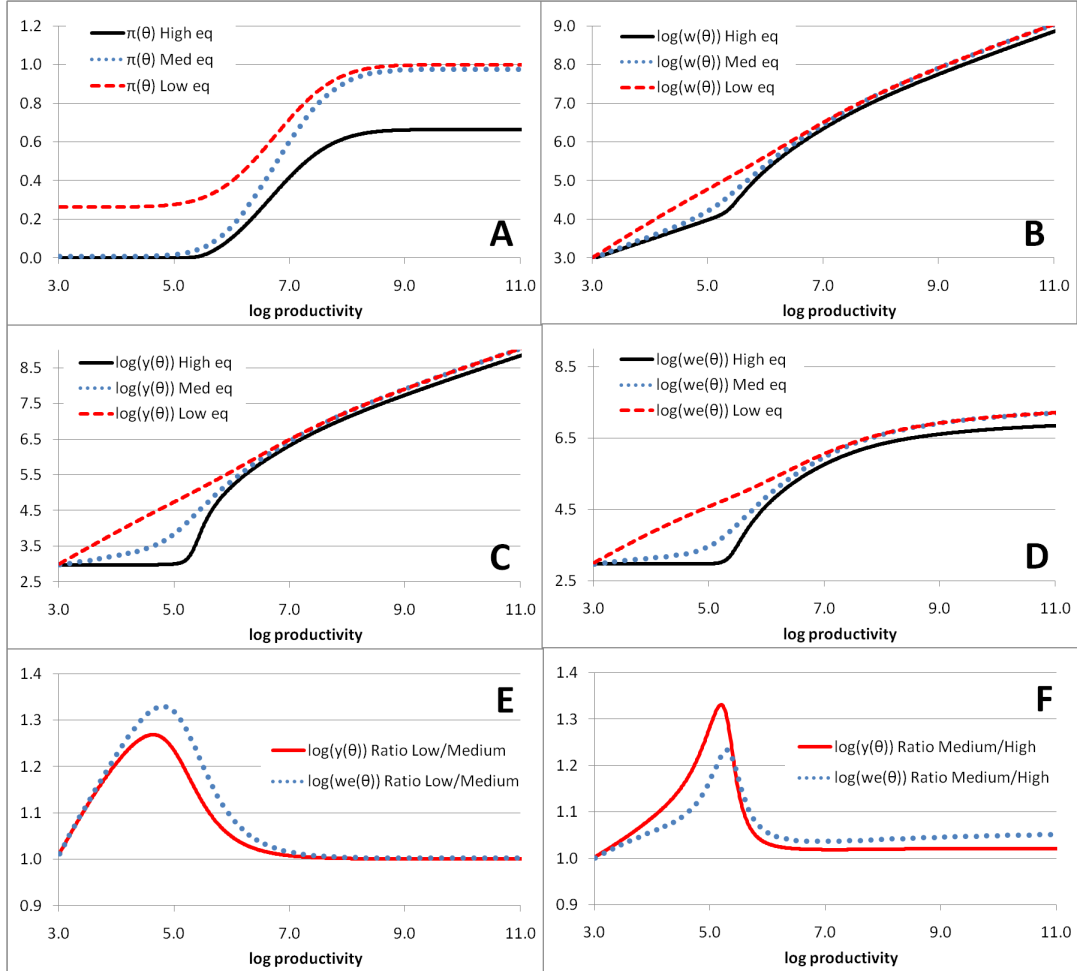 1.2
1.0
0.8
0.6
0.4
0.2
0.0
π(θ) High eq
π(θ) Med eq
π(θ) Low eq
A
3.0 5.0 7.0 9.0 11.0
log productivity
9.0
8.0
7.0
6.0
5.0
4.0
3.0
log(w(θ)) High eq
log(w(θ)) Med eq
log(w(θ)) Low eq
B
3.0 5.0 7.0 9.0 11.0
log productivity
8.5
7.5
6.5
5.5
4.5
3.5
2.5
log(y(θ)) High eq
log(y(θ)) Med eq
log(y(θ)) Low eq
C
3.0 5.0 7.0 9.0 11.0
log productivity
8.5
6.5
4.5
2.5
log(we(θ)) High eq
log(we(θ)) Med eq
log(we(θ)) Low eq
D
3.0 5.0 7.0 9.0 11.0
log productivity
1.4
1.3
1.2
1.1
1.0
0.9
E
log(y(θ)) Ratio Low/Medium
log(we(θ)) Ratio Low/Medium
3.0 5.0 7.0 9.0 11.0
log productivity
1.4
1.3
1.2
1.1
1.0
0.9
F
log(y(θ)) Ratio Medium/High
log(we(θ)) Ratio Medium/High
3.0 5.0 7.0 9.0 11.0
log productivity